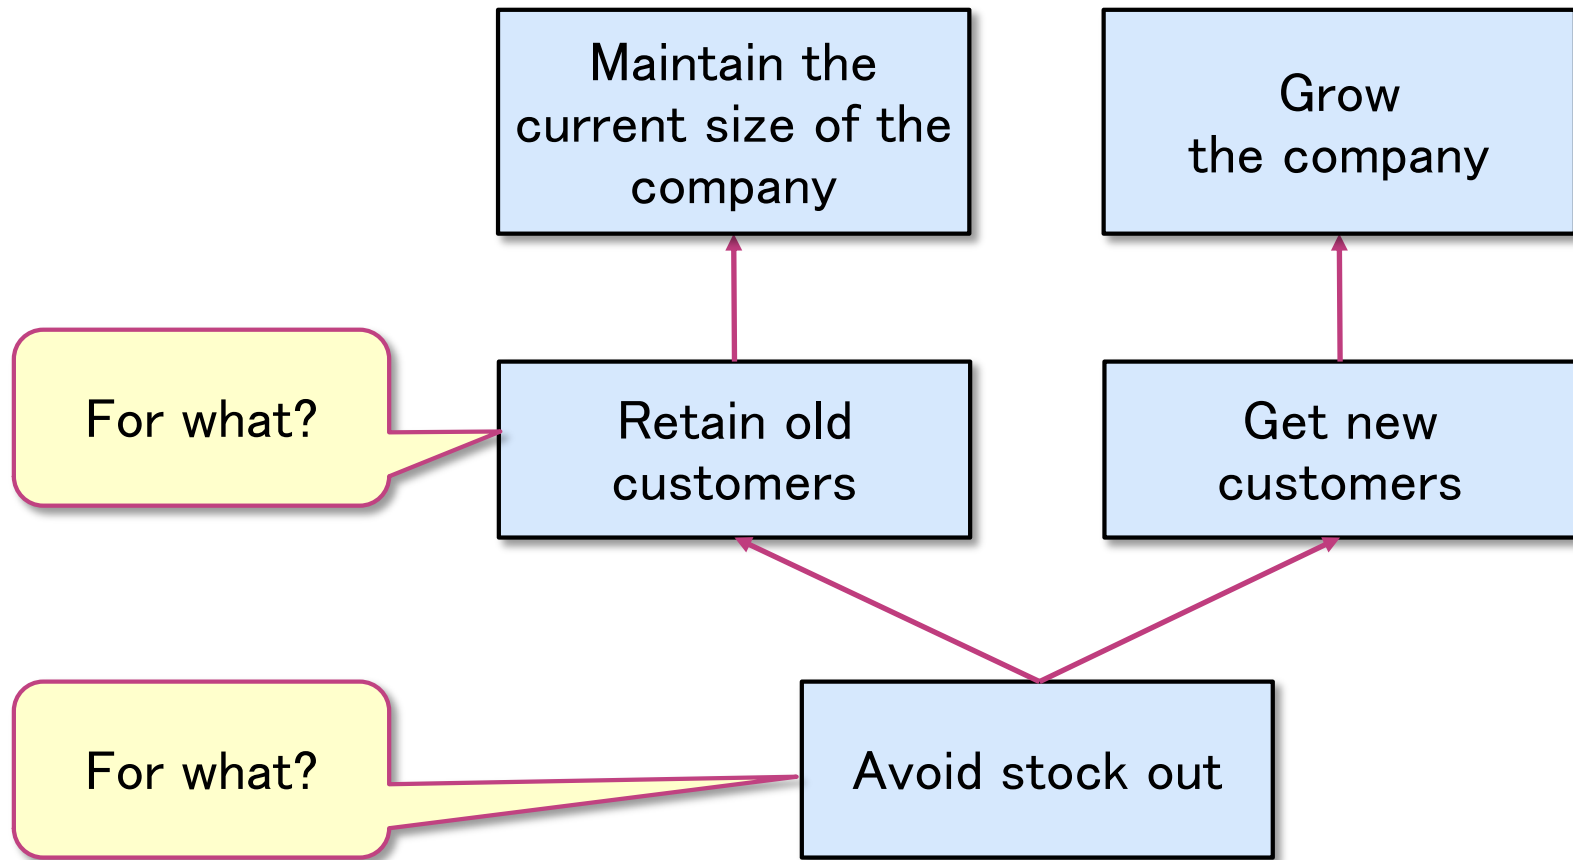 Maintain the
current size of the
company
Grow
the company
For what?
Retain old
customers
Get new
customers
For what?
Avoid stock out